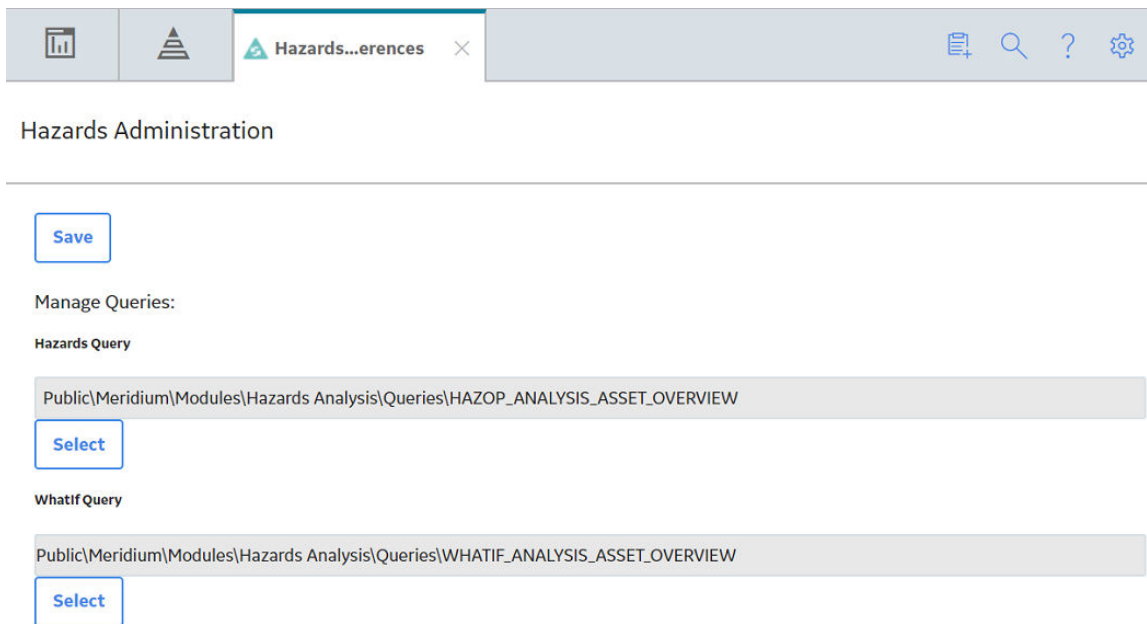 Hazards...erences
Hazards Administration
Save
Manage Queries:
Hazards Query
Public\Meridium\Modules\Hazards Analysis\Queries\HAZOP_ANALYSIS_ASSET_OVERVIEW
Select
WhatIf Query
Public\Meridium\Modules\Hazards Analysis\Queries\WHATIF_ANALYSIS_ASSET_OVERVIEW
Select